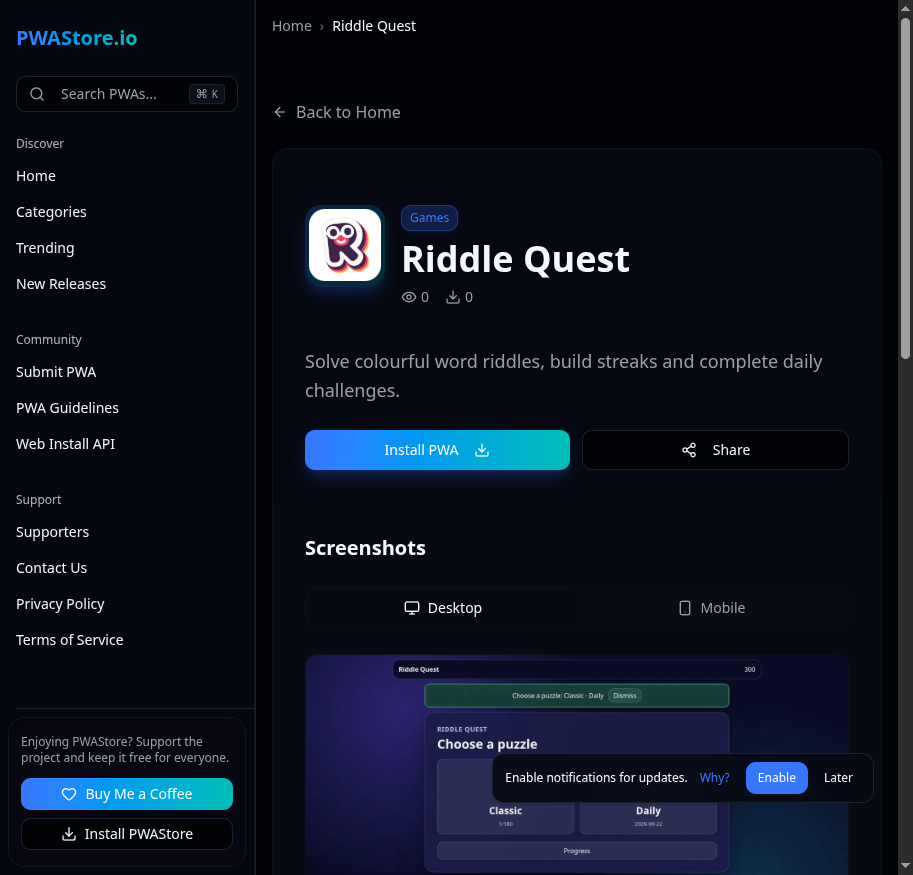 PWAStore.io
Search PWAs...
⌘ K
Discover
Home
Categories
Trending
New Releases
Community
Submit PWA
PWA Guidelines
Web Install API
Support
Supporters
Contact Us
Privacy Policy
Terms of Service
Enjoying PWAStore? Support the
project and keep it free for everyone.
Buy Me a Coffee
Install PWAStore
Home › Riddle Quest
Back to Home
Games
Riddle Quest
0 0
Solve colourful word riddles, build streaks and complete daily
challenges.
Install PWA
Share
Screenshots
Desktop
Mobile
Riddle Quest 300
Choose a puzzle: Classic · Daily Dismiss
RIDDLE QUEST
Choose a puzzle
Enable notifications for updates. Why? Enable Later
Classic
1/180
Daily
2026-09-22
Progress